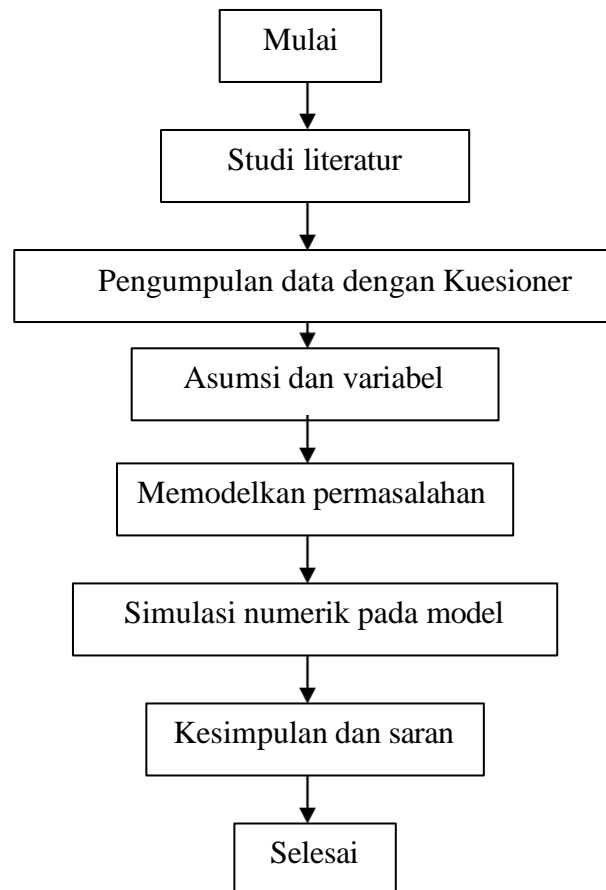 Mulai
Studi literatur
Pengumpulan data dengan Kuesioner
Asumsi dan variabel
Memodelkan permasalahan
Simulasi numerik pada model
Kesimpulan dan saran
Selesai